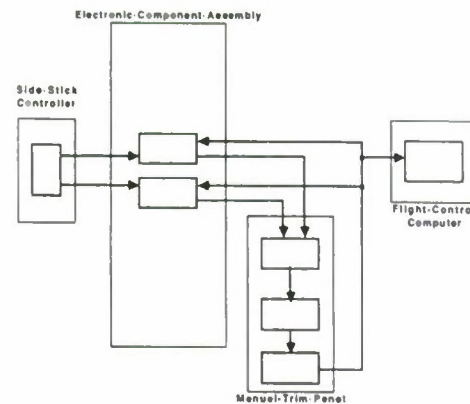 Electronic-Component-Assembly
Side-Stick
Controller
Flight-Control
Computer
Manual-Trim-Panel